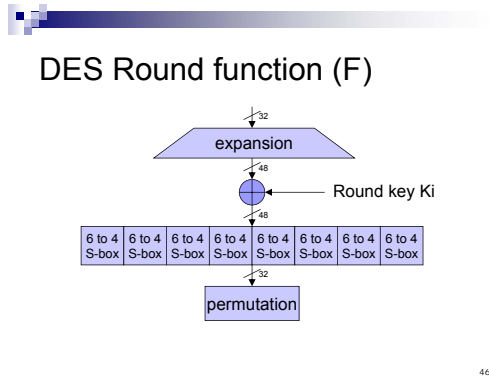 DES Round function (F)
32
expansion
48
Round key Ki
48
6 to 4 6 to 4 6 to 4 6 to 4 6 to 4 6 to 4 6 to 4 6 to 4
S-box S-box S-box S-box S-box S-box S-box S-box
32
permutation
46